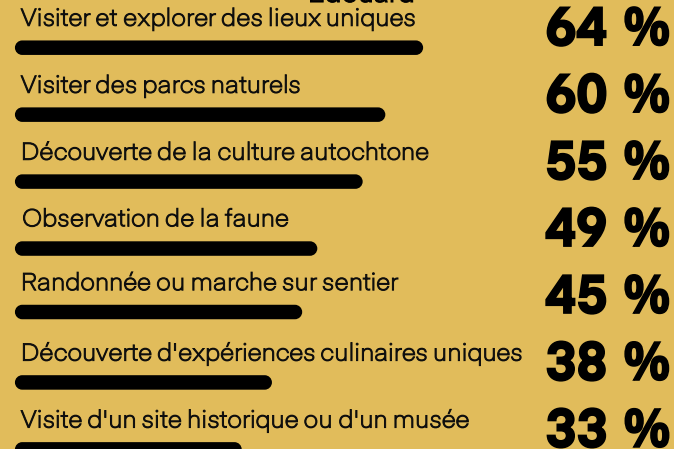 Visiter et explorer des lieux uniques 64 %
Visiter des parcs naturels 60 %
Découverte de la culture autochtone 55 %
Observation de la faune 49 %
Randonnée ou marche sur sentier 45 %
Découverte d'expériences culinaires uniques 38 %
Visite d'un site historique ou d'un musée 33 %